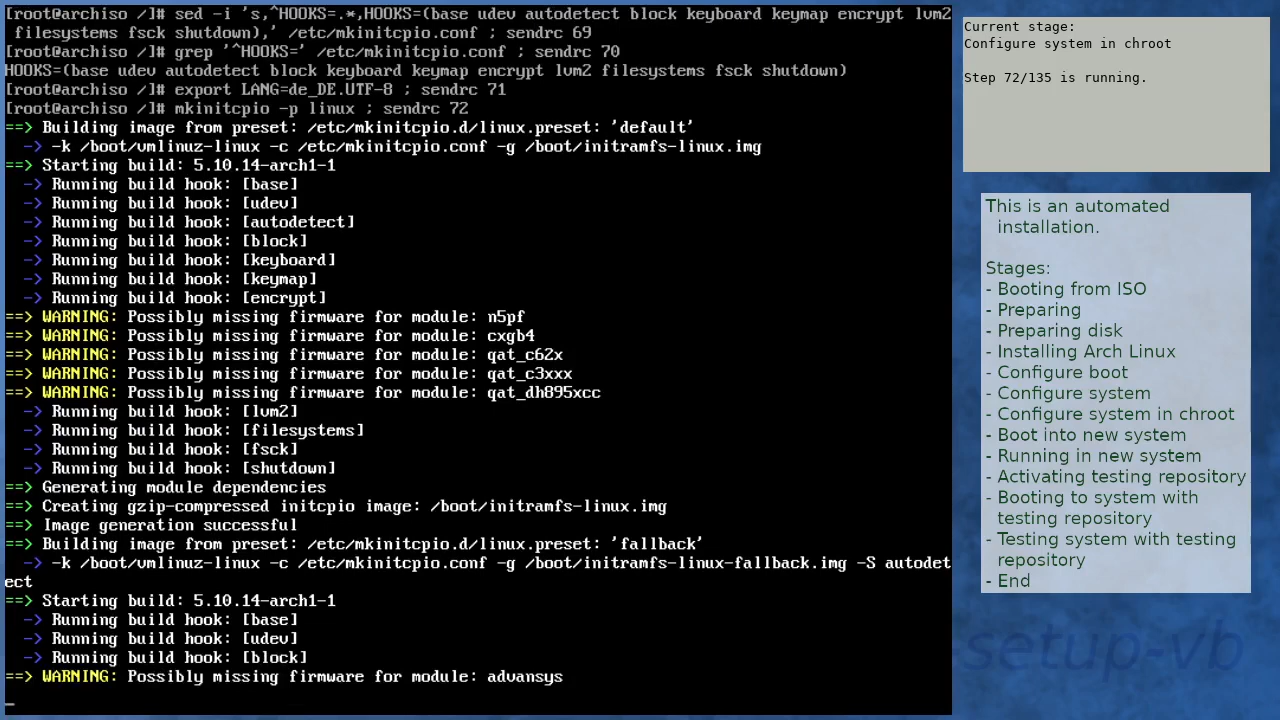 [root@archiso /]# sed -i 's,^HOOKS=.*,HOOKS=(base udev autodetect block keyboard keymap encrypt lvm2
 filesystems fsck shutdown),' /etc/mkinitcpio.conf ; sendrc 69
[root@archiso /]# grep '^HOOKS=' /etc/mkinitcpio.conf ; sendrc 70
HOOKS=(base udev autodetect block keyboard keymap encrypt lvm2 filesystems fsck shutdown)
[root@archiso /]# export LANG=de_DE.UTF-8 ; sendrc 71
[root@archiso /]# mkinitcpio -p linux ; sendrc 72
==> Building image from preset: /etc/mkinitcpio.d/linux.preset: 'default'
  -> -k /boot/vmlinuz-linux -c /etc/mkinitcpio.conf -g /boot/initramfs-linux.img
==> Starting build: 5.10.14-arch1-1
  -> Running build hook: [base]
  -> Running build hook: [udev]
  -> Running build hook: [autodetect]
  -> Running build hook: [block]
  -> Running build hook: [keyboard]
  -> Running build hook: [keymap]
  -> Running build hook: [encrypt]
==> WARNING: Possibly missing firmware for module: n5pf
==> WARNING: Possibly missing firmware for module: cxgb4
==> WARNING: Possibly missing firmware for module: qat_c62x
==> WARNING: Possibly missing firmware for module: qat_c3xxx
==> WARNING: Possibly missing firmware for module: qat_dh895xcc
  -> Running build hook: [lvm2]
  -> Running build hook: [filesystems]
  -> Running build hook: [fsck]
  -> Running build hook: [shutdown]
==> Generating module dependencies
==> Creating gzip-compressed initcpio image: /boot/initramfs-linux.img
==> Image generation successful
==> Building image from preset: /etc/mkinitcpio.d/linux.preset: 'fallback'
  -> -k /boot/vmlinuz-linux -c /etc/mkinitcpio.conf -g /boot/initramfs-linux-fallback.img -S autodet
ect
==> Starting build: 5.10.14-arch1-1
  -> Running build hook: [base]
  -> Running build hook: [udev]
  -> Running build hook: [block]
==> WARNING: Possibly missing firmware for module: advansys
_
Current stage:
Configure system in chroot
Step 72/135 is running.
This is an automated
installation.
Stages:
- Booting from ISO
- Preparing
- Preparing disk
- Installing Arch Linux
- Configure boot
- Configure system
- Configure system in chroot
- Boot into new system
- Running in new system
- Activating testing repository
- Booting to system with
testing repository
- Testing system with testing
repository
- End
setup-vb